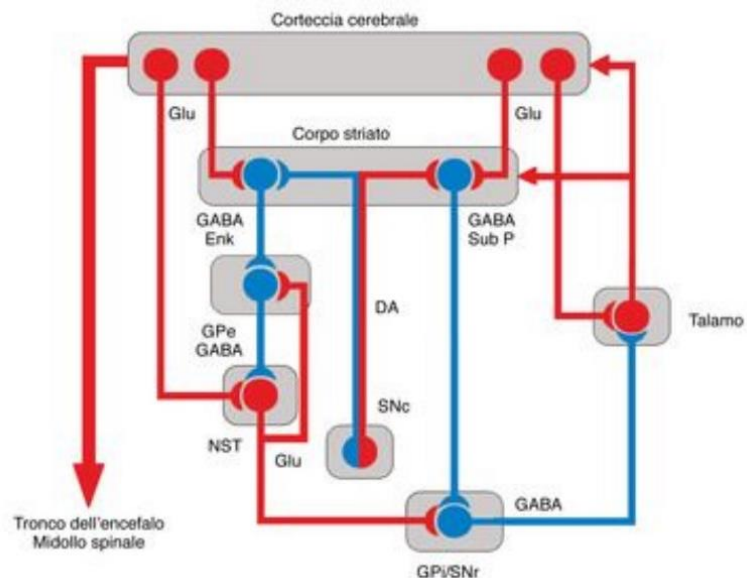 Corteccia cerebrale
Glu
Glu
Corpo striato
GABA
Enk
GABA
Sub P
DA
GPe
GABA
Talamo
SNc
NST
Glu
GABA
Tronco dell'encefalo
Midollo spinale
GPi/SNr